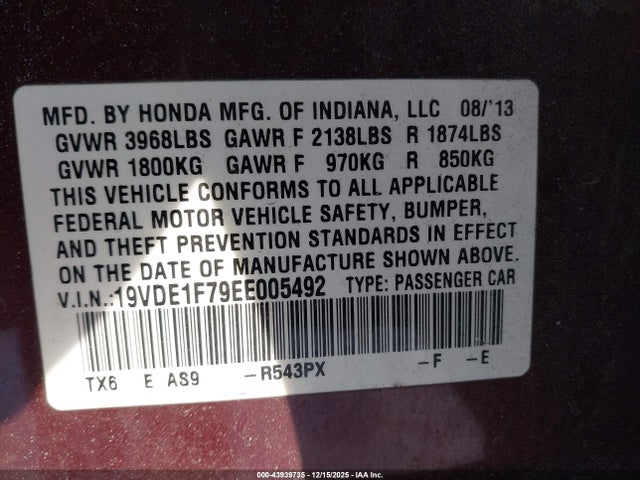 MFD. BY HONDA MFG. OF INDIANA, LLC 08/'13
GVWR 3968LBS GAWR F 2138LBS R 1874LBS
GVWR 1800KG GAWR F 970KG R 850KG
THIS VEHICLE CONFORMS TO ALL APPLICABLE
FEDERAL MOTOR VEHICLE SAFETY, BUMPER,
AND THEFT PREVENTION STANDARDS IN EFFECT
ON THE DATE OF MANUFACTURE SHOWN ABOVE.
V.I.N.:19VDE1F79EE005492 TYPE: PASSENGER CAR
TX6 E AS9 -R543PX -F -E
000-43939735 - 12/15/2025 - IAA Inc.